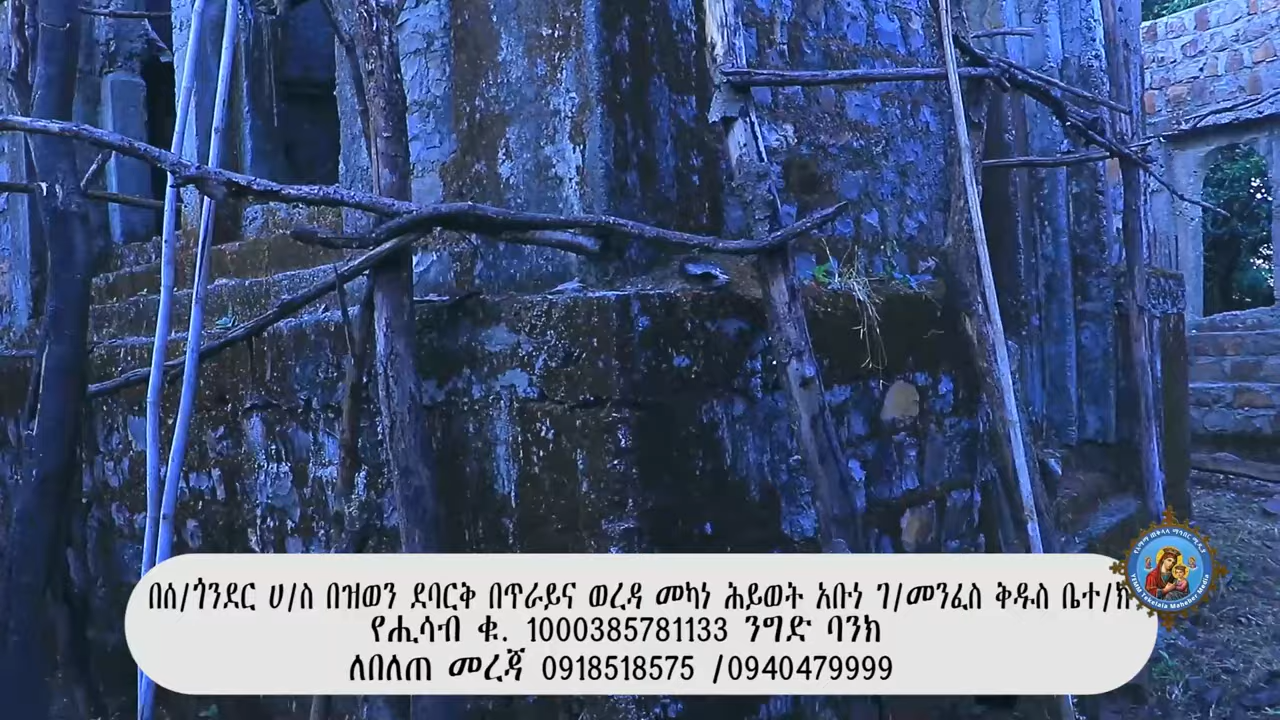 በሰ/ጎንደር ሀ/ስ በዝወን ደባርቅ በጥራይና ወረዳ መካነ ሕይወት አቡነ ገ/መንፈስ ቅዱስ ቤተ/ክ
የሒሳብ ቁ. 1000385781133 ንግድ ባንክ
ለበለጠ መረጃ 0918518575 /0940479999